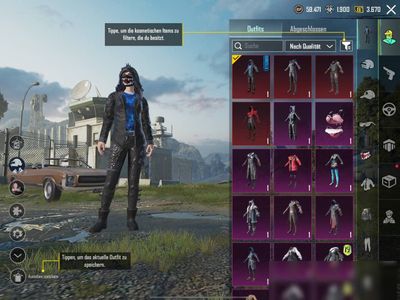 59.471
1.900
3.670
Outfits
Abgeschlossen
Tippe, um die kosmetischen Items zu
filtern, die du besitzt.
Suche
Nach Qualität
Tippen, um das aktuelle Outfit zu
speichern.